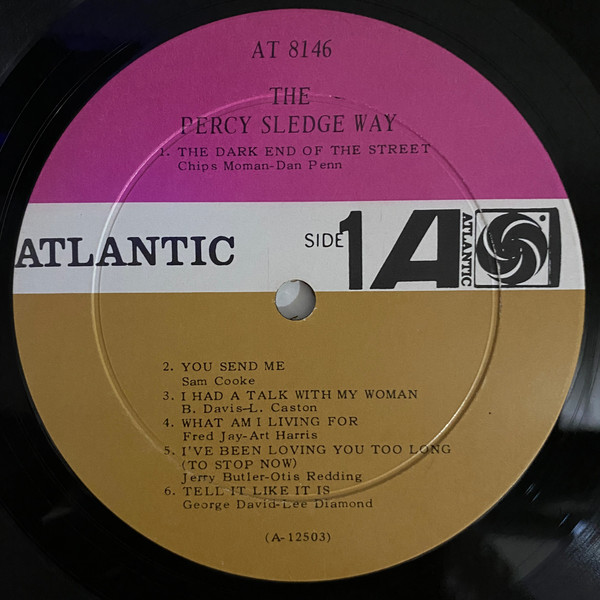 AT 8146
THE
PERCY SLEDGE WAY
1. THE DARK END OF THE STREET
Chips Moman-Dan Penn
ATLANTIC
SIDE 1
A
ATLANTIC
2. YOU SEND ME
Sam Cooke
3. I HAD A TALK WITH MY WOMAN
B. Davis-L. Caston
4. WHAT AM I LIVING FOR
Fred Jay-Art Harris
5. I'VE BEEN LOVING YOU TOO LONG
(TO STOP NOW)
Jerry Butler-Otis Redding
6. TELL IT LIKE IT IS
George David-Lee Diamond
(A-12503)